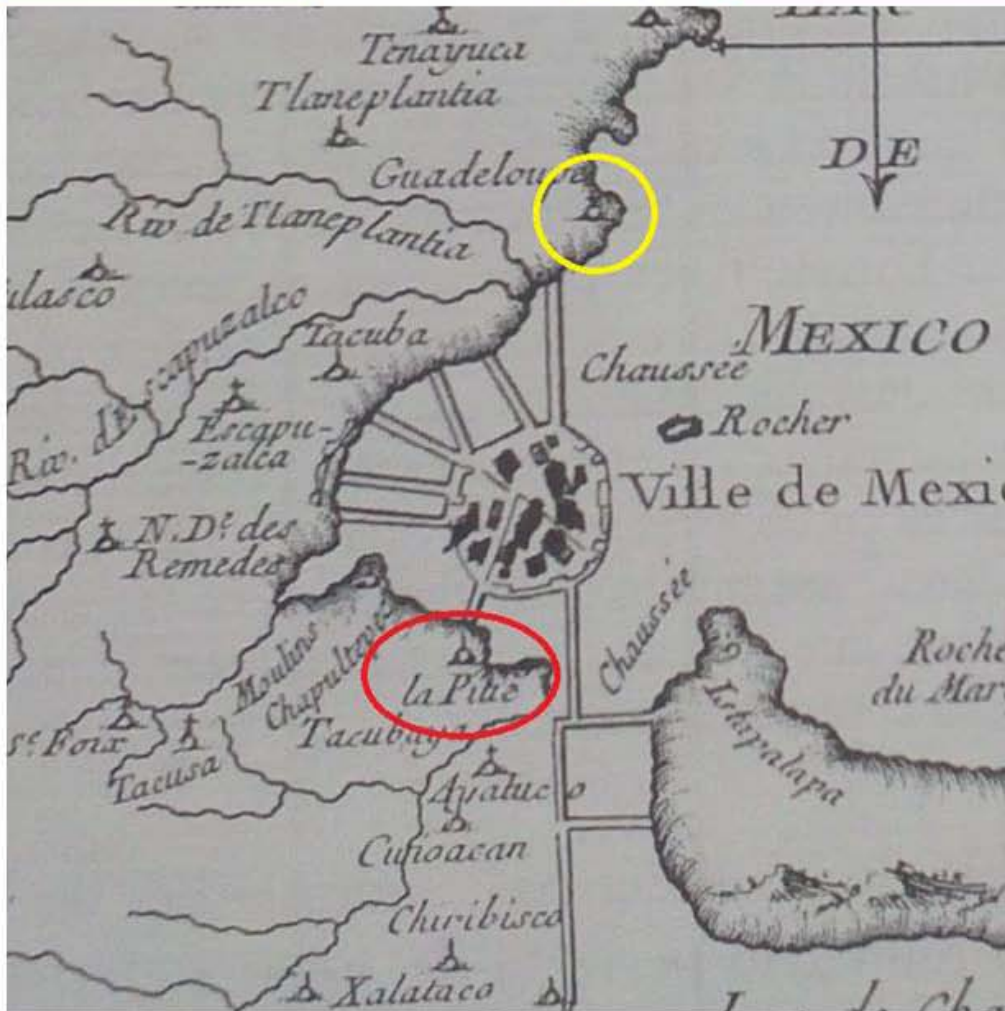 Tenayuca
Tlaneplantia
Guadeloupe
DE
Riv de Tlaneplantia
MEXICO
Tacuba
Chaussée
Rocher
Escapu-
-zalca
Ville de Mexi
N. De. des
Remedes
Moulins
Chapultepec
Chaussée
Roche
du Mar
la Pitié
Istapalapa
Tacubaya
Tacusa
Cuioacan
Chiribisco
Xalataco